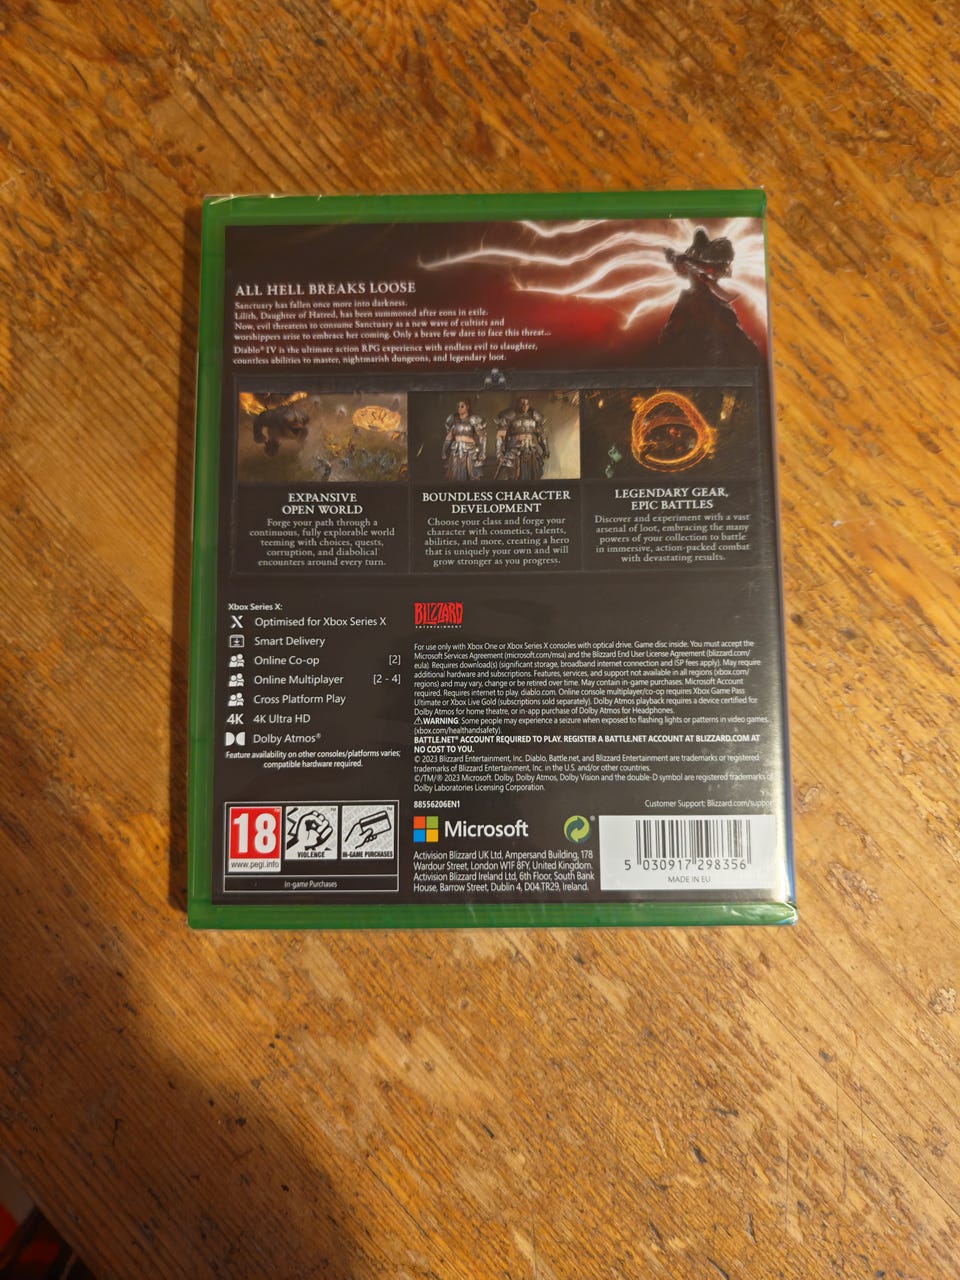 ALL HELL BREAKS LOOSE
Sanctuary has fallen once more into darkness.
Lilith, Daughter of Hatred, has been summoned after eons in exile.
Now, evil threatens to consume Sanctuary as a new wave of cultists and
worshippers arise to embrace her coming. Only a brave few dare to face this threat...
Diablo® IV is the ultimate action RPG experience with endless evil to slaughter,
countless abilities to master, nightmarish dungeons, and legendary loot.
EXPANSIVE
OPEN WORLD
Forge your path through a
continuous, fully explorable world
teeming with choices, quests,
corruption, and diabolical
encounters around every turn.
BOUNDLESS CHARACTER
DEVELOPMENT
Choose your class and forge your
character with cosmetics, talents,
abilities, and more, creating a hero
that is uniquely your own and will
grow stronger as you progress.
LEGENDARY GEAR,
EPIC BATTLES
Discover and experiment with a vast
arsenal of loot, embracing the many
powers of your collection to battle
in immersive, action-packed combat
with devastating results.
Xbox Series X:
X Optimised for Xbox Series X
Smart Delivery
Online Co-op [2]
Online Multiplayer [2 - 4]
Cross Platform Play
4K 4K Ultra HD
Dolby Atmos®
Feature availability on other consoles/platforms varies;
compatible hardware required.
BLIZZARD
ENTERTAINMENT
For use only with Xbox One or Xbox Series X consoles with optical drive. Game disc inside. You must accept the
Microsoft Services Agreement (microsoft.com/msa) and the Blizzard End User License Agreement (blizzard.com/
eula). Requires download(s) (significant storage, broadband internet connection and ISP fees apply). May require
additional hardware and subscriptions. Features, services, and support not available in all regions (xbox.com/
regions) and may vary, change or be retired over time. May contain in-game purchases. Microsoft Account
required. Requires internet to play. diablo.com. Online console multiplayer/co-op requires Xbox Game Pass
Ultimate or Xbox Live Gold (subscriptions sold separately). Dolby Atmos playback requires a device certified for
Dolby Atmos for home theatre, or in-app purchase of Dolby Atmos for Headphones.
WARNING: Some people may experience a seizure when exposed to flashing lights or patterns in video games.
(xbox.com/healthandsafety).
BATTLE.NET® ACCOUNT REQUIRED TO PLAY. REGISTER A BATTLE.NET ACCOUNT AT BLIZZARD.COM AT
NO COST TO YOU.
© 2023 Blizzard Entertainment, Inc. Diablo, Battle.net, and Blizzard Entertainment are trademarks or registered
trademarks of Blizzard Entertainment, Inc. in the U.S. and/or other countries.
©/TM/® 2023 Microsoft. Dolby, Dolby Atmos, Dolby Vision and the double-D symbol are registered trademarks of
Dolby Laboratories Licensing Corporation.
88556206EN1
Customer Support: Blizzard.com/support
18
www.pegi.info
VIOLENCE
IN-GAME PURCHASES
In-game Purchases
Microsoft
Activision Blizzard UK Ltd, Ampersand Building, 178
Wardour Street, London W1F 8FY, United Kingdom.
Activision Blizzard Ireland Ltd, 6th Floor, South Bank
House, Barrow Street, Dublin 4, D04 TR29, Ireland.
5 030917 298356
MADE IN EU